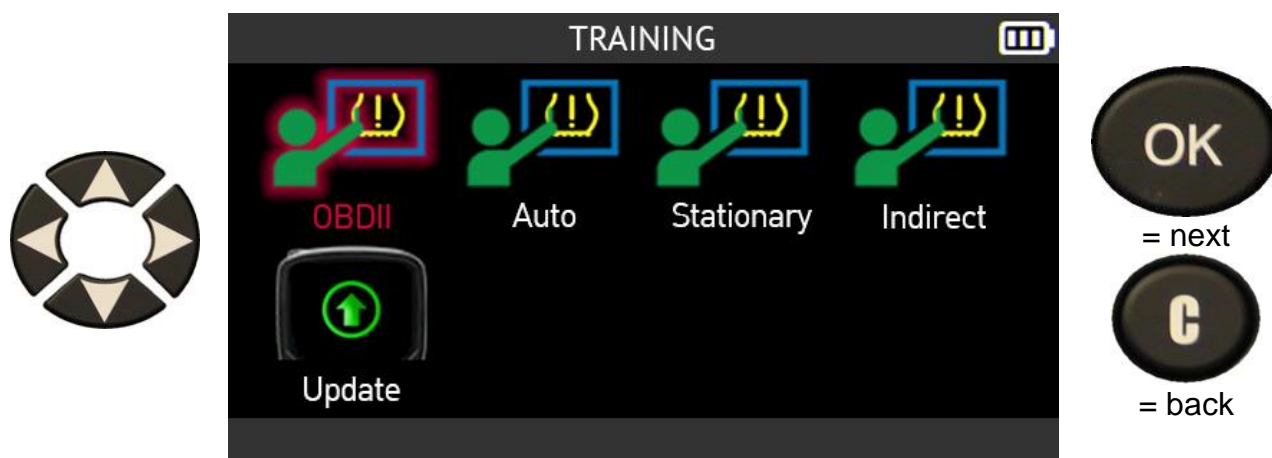 TRAINING
OBDII Auto Stationary Indirect
Update
OK
= next
C
= back